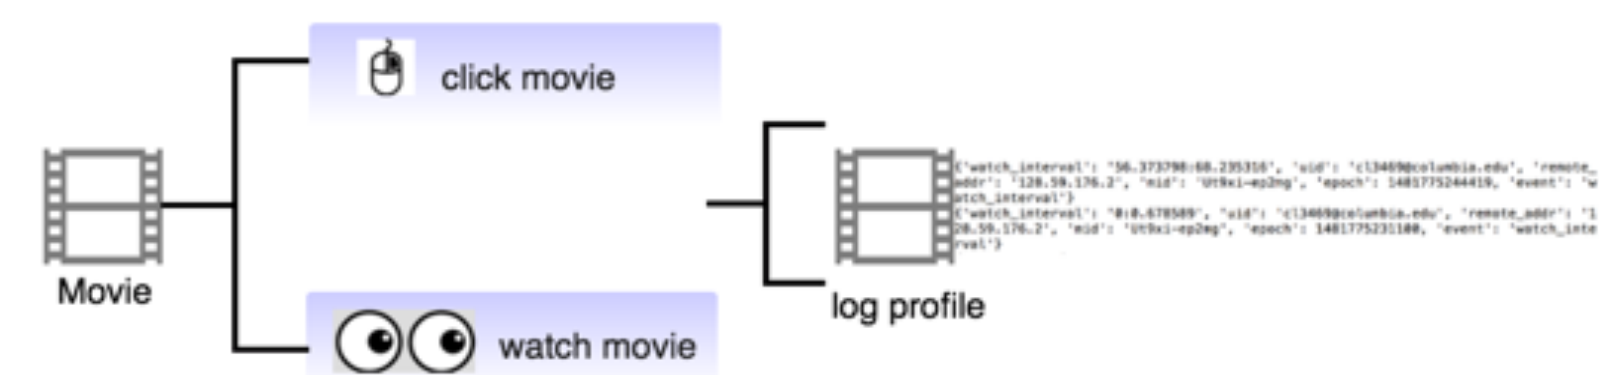 click movie
Movie
watch movie
{'watch_interval': '56.373798:68.235316', 'uid': 'cl3469@columbia.edu', 'remote_
addr': '128.59.176.2', 'mid': 'Ut9xi-ep2mg', 'epoch': 1481775244419, 'event': 'w
atch_interval'}
{'watch_interval': '0:0.678589', 'uid': 'cl3469@columbia.edu', 'remote_addr': '1
28.59.176.2', 'mid': 'Ut9xi-ep2mg', 'epoch': 1481775231100, 'event': 'watch_inte
rval'}
log profile